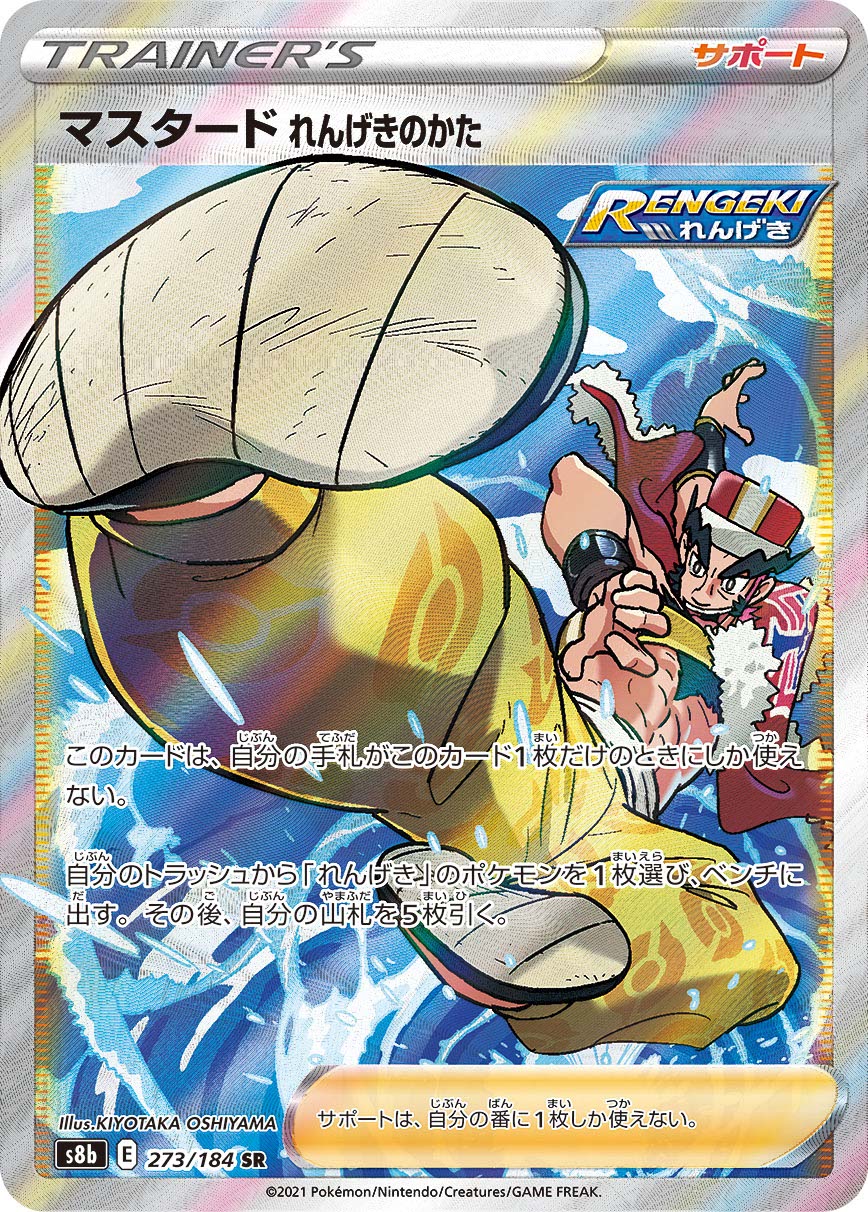 TRAINER'S サポート
マスタード れんげきのかた
RENGEKI
れんげき
このカードは、自分の手札がこのカード1枚だけのときにしか使え
ない。
自分のトラッシュから「れんげき」のポケモンを1枚選び、ベンチに
出す。その後、自分の山札を5枚引く。
Illus.KIYOTAKA OSHIYAMA
サポートは、自分の番に1枚しか使えない。
s8b E 273/184 SR
©2021 Pokémon/Nintendo/Creatures/GAME FREAK.